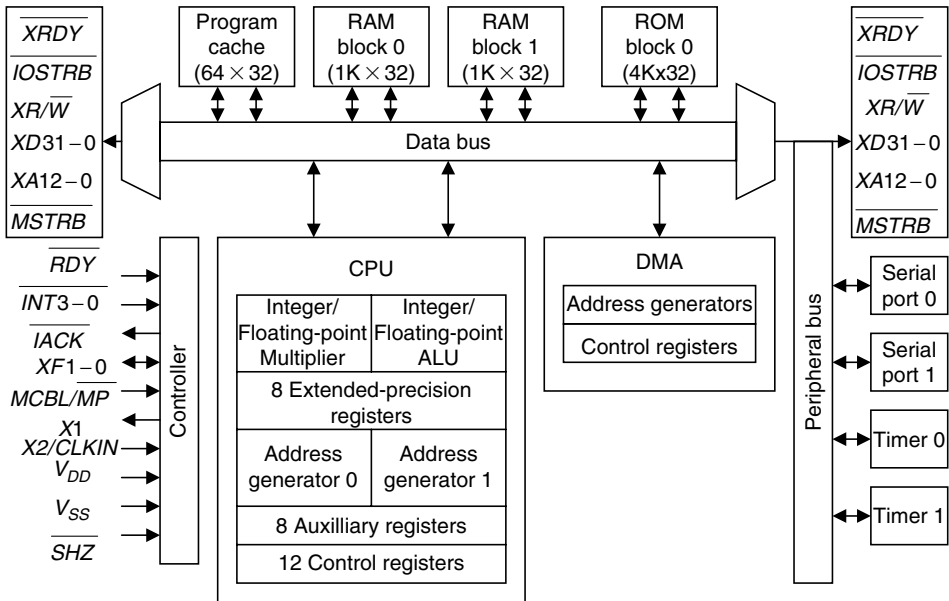 XRDY
IOSTRB
XR/W
XD31–0
XA12–0
MSTRB
Program
cache
(64 × 32)
RAM
block 0
(1K × 32)
RAM
block 1
(1K × 32)
ROM
block 0
(4Kx32)
XRDY
IOSTRB
XR/W
XD31–0
XA12–0
MSTRB
Data bus
RDY
INT3–0
IACK
XF1–0
MCBL/MP
X1
X2/CLKIN
VDD
VSS
SHZ
Controller
CPU
Integer/
Floating-point
Multiplier
Integer/
Floating-point
ALU
8 Extended-precision
registers
Address
generator 0
Address
generator 1
8 Auxilliary registers
12 Control registers
DMA
Address generators
Control registers
Peripheral bus
Serial
port 0
Serial
port 1
Timer 0
Timer 1